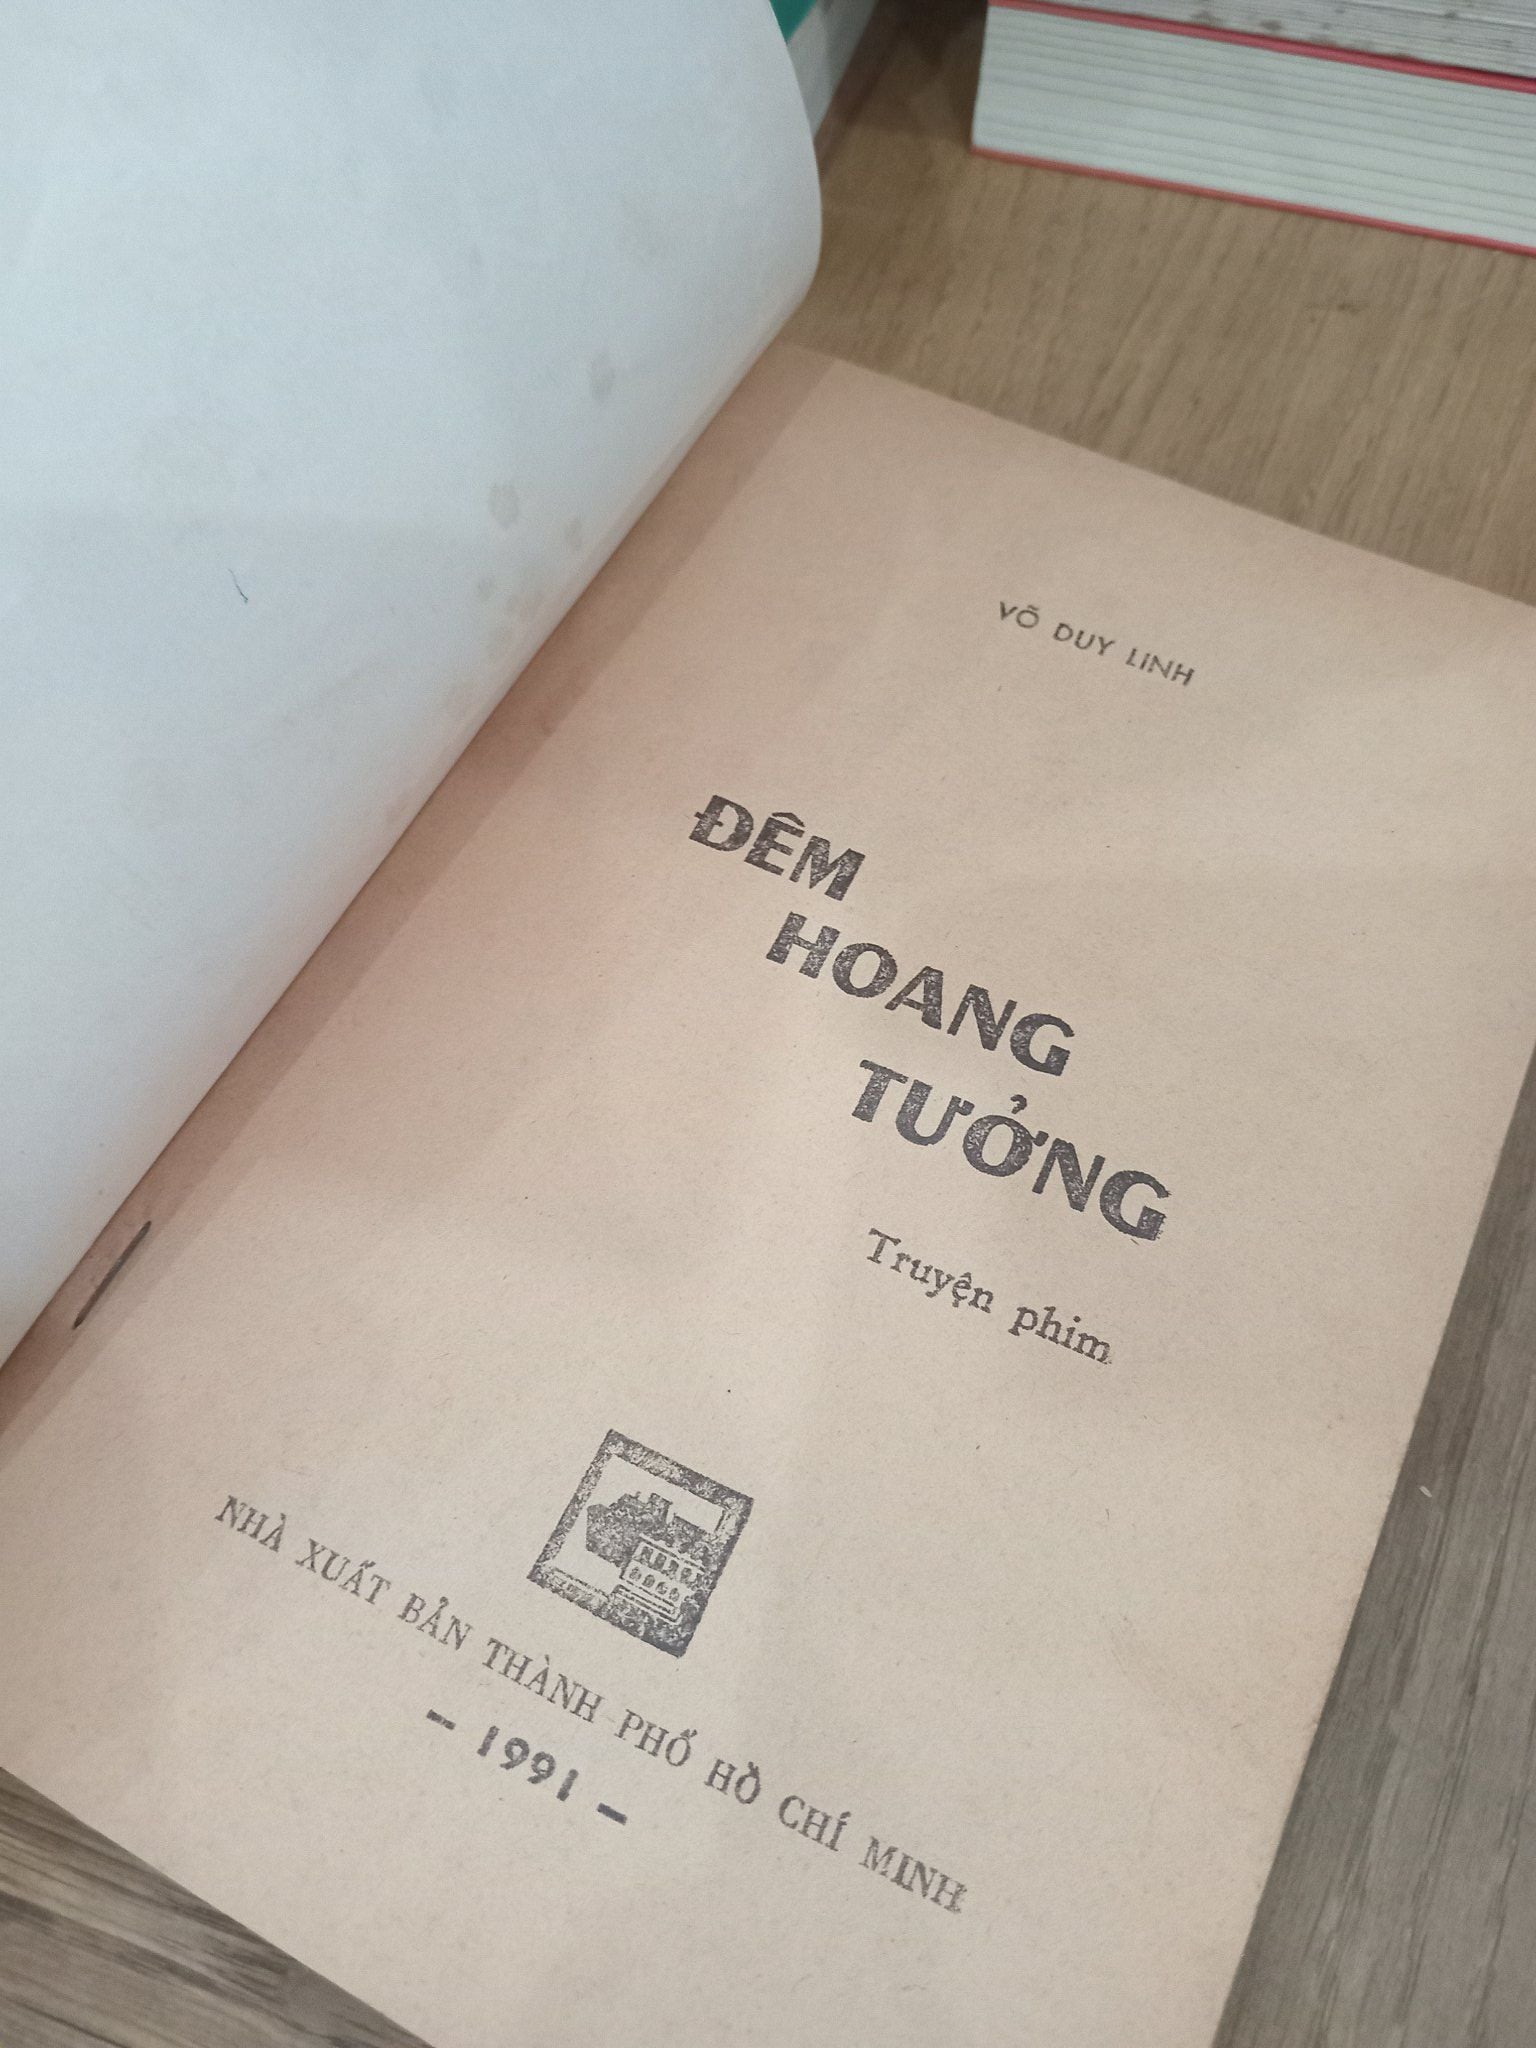 VÕ DUY LINH
ĐÊM
HOANG
TƯỞNG
Truyện phim
NHÀ XUẤT BẢN THÀNH PHỐ HỒ CHÍ MINH
- 1991 -